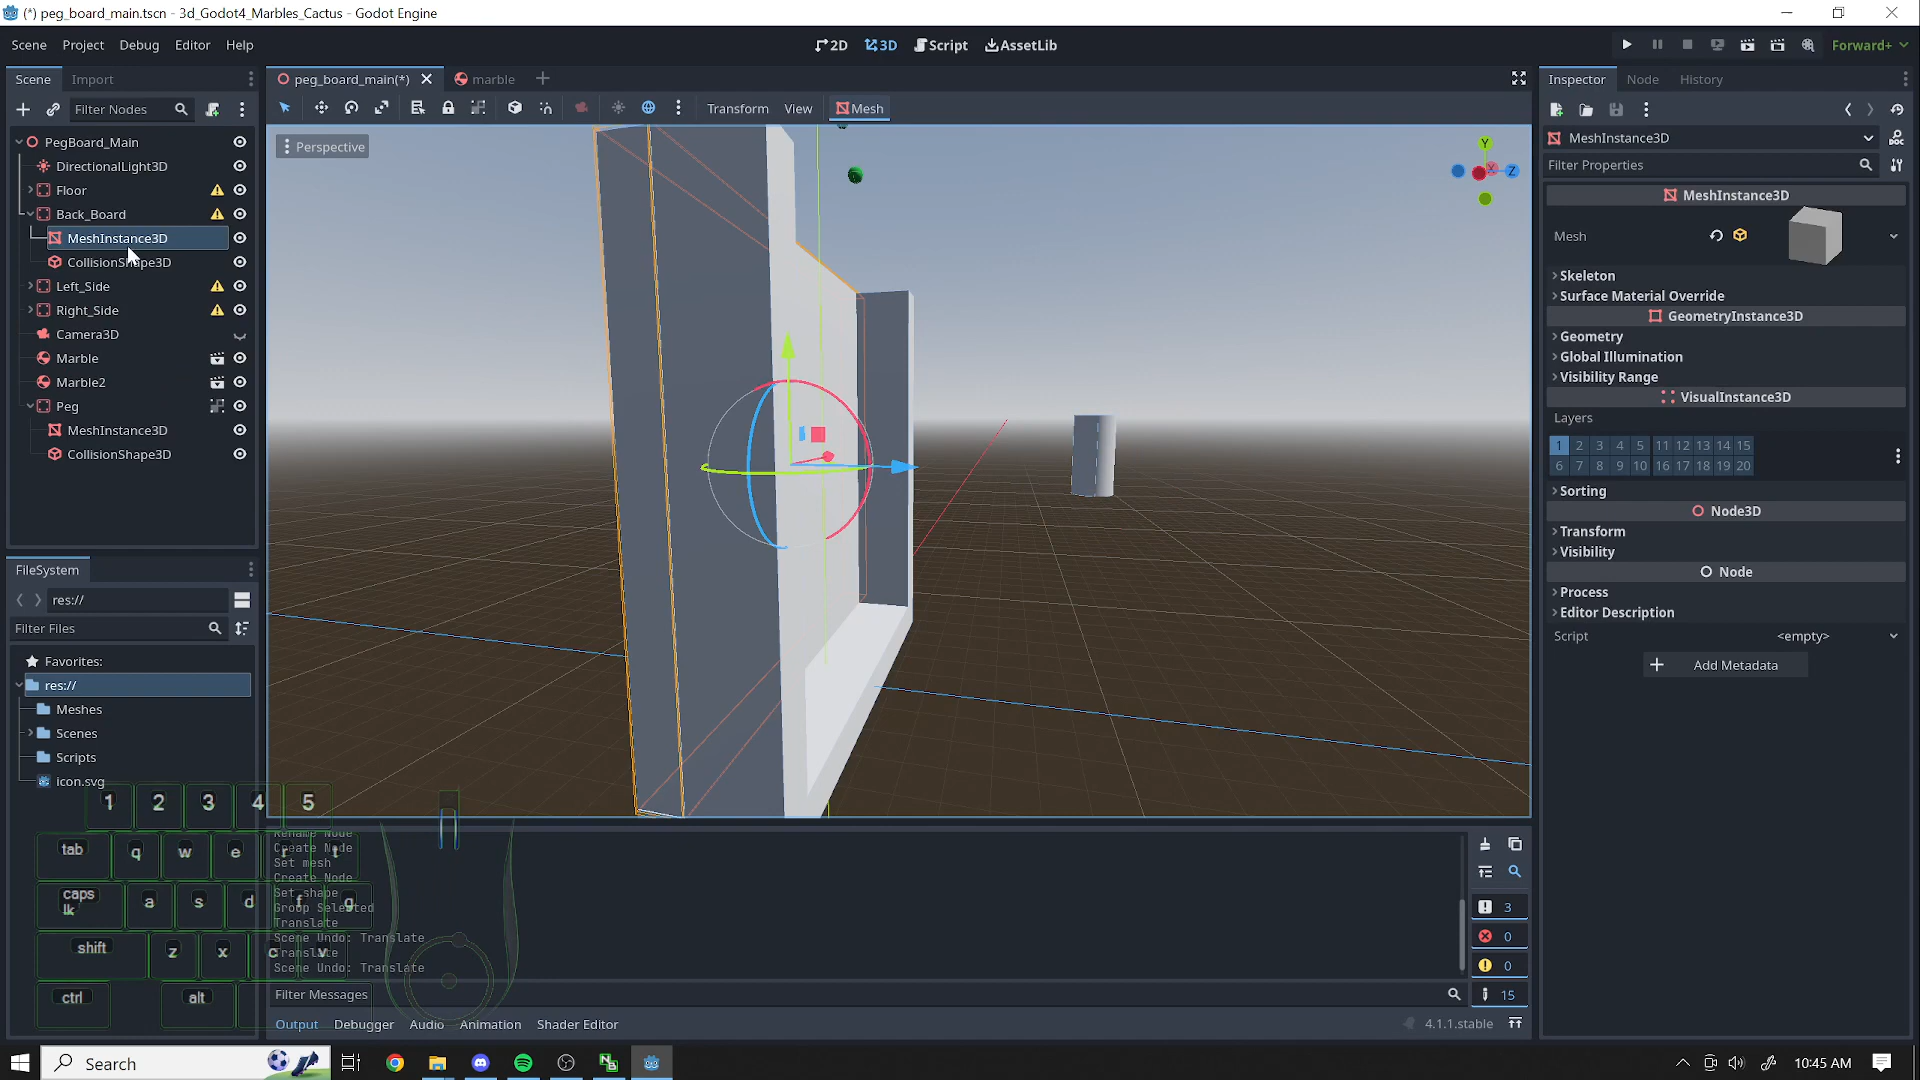 (*) peg_board_main.tscn - 3d_Godot4_Marbles_Cactus - Godot Engine
Scene Project Debug Editor Help
2D 3D Script AssetLib
Forward+
Scene Import
peg_board_main(*) marble
Inspector Node History
Filter Nodes
Transform View Mesh
MeshInstance3D
Filter Properties
Perspective
Y
X
Z
PegBoard_Main
DirectionalLight3D
Floor
Back_Board
MeshInstance3D
CollisionShape3D
Left_Side
Right_Side
Camera3D
Marble
Marble2
Peg
MeshInstance3D
CollisionShape3D
MeshInstance3D
Mesh
Skeleton
Surface Material Override
GeometryInstance3D
Geometry
Global Illumination
Visibility Range
VisualInstance3D
Layers
1 2 3 4 5 11 12 13 14 15
6 7 8 9 10 16 17 18 19 20
Sorting
Node3D
Transform
Visibility
Node
Process
Editor Description
Script <empty>
Add Metadata
FileSystem
res://
Filter Files
Favorites:
res://
Meshes
Scenes
Scripts
icon.svg
1 2 3 4 5
tab q w e r t
caps lk a s d f g
shift z x c v
ctrl alt
Rename Node
Create Node
Set mesh
Create Node
Set shape
Group Selected
Translate
Scene Undo: Translate
Translate
Scene Undo: Translate
3
0
0
15
Filter Messages
Output Debugger Audio Animation Shader Editor
4.1.1.stable
Search
10:45 AM